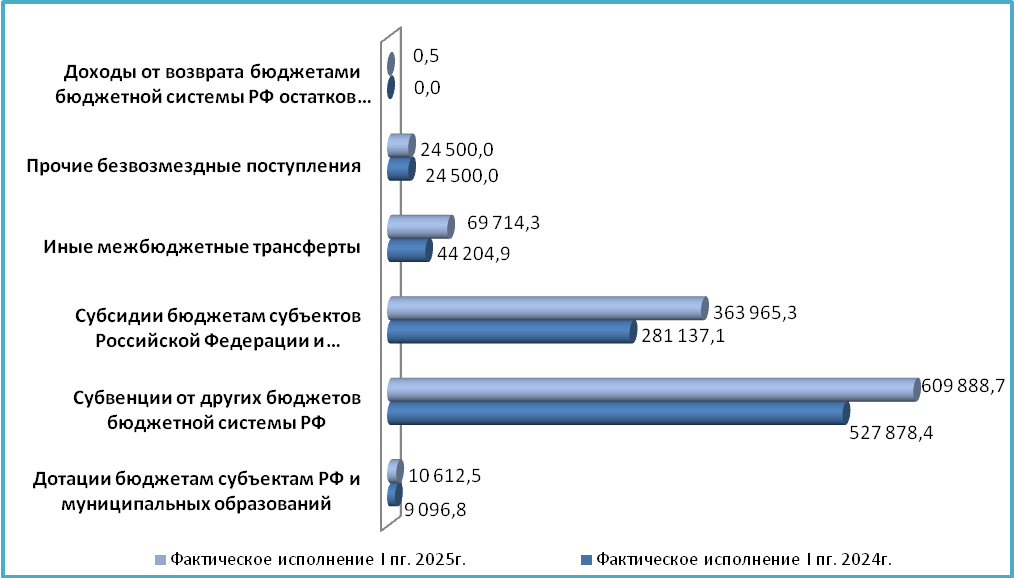 Доходы от возврата бюджетами
бюджетной системы РФ остатков...
0,5
0,0
Прочие безвозмездные поступления
24 500,0
24 500,0
Иные межбюджетные трансферты
69 714,3
44 204,9
Субсидии бюджетам субъектов
Российской Федерации и...
363 965,3
281 137,1
Субвенции от других бюджетов
бюджетной системы РФ
609 888,7
527 878,4
Дотации бюджетам субъектам РФ и
муниципальных образований
10 612,5
9 096,8
Фактическое исполнение I пг. 2025г.
Фактическое исполнение I пг. 2024г.